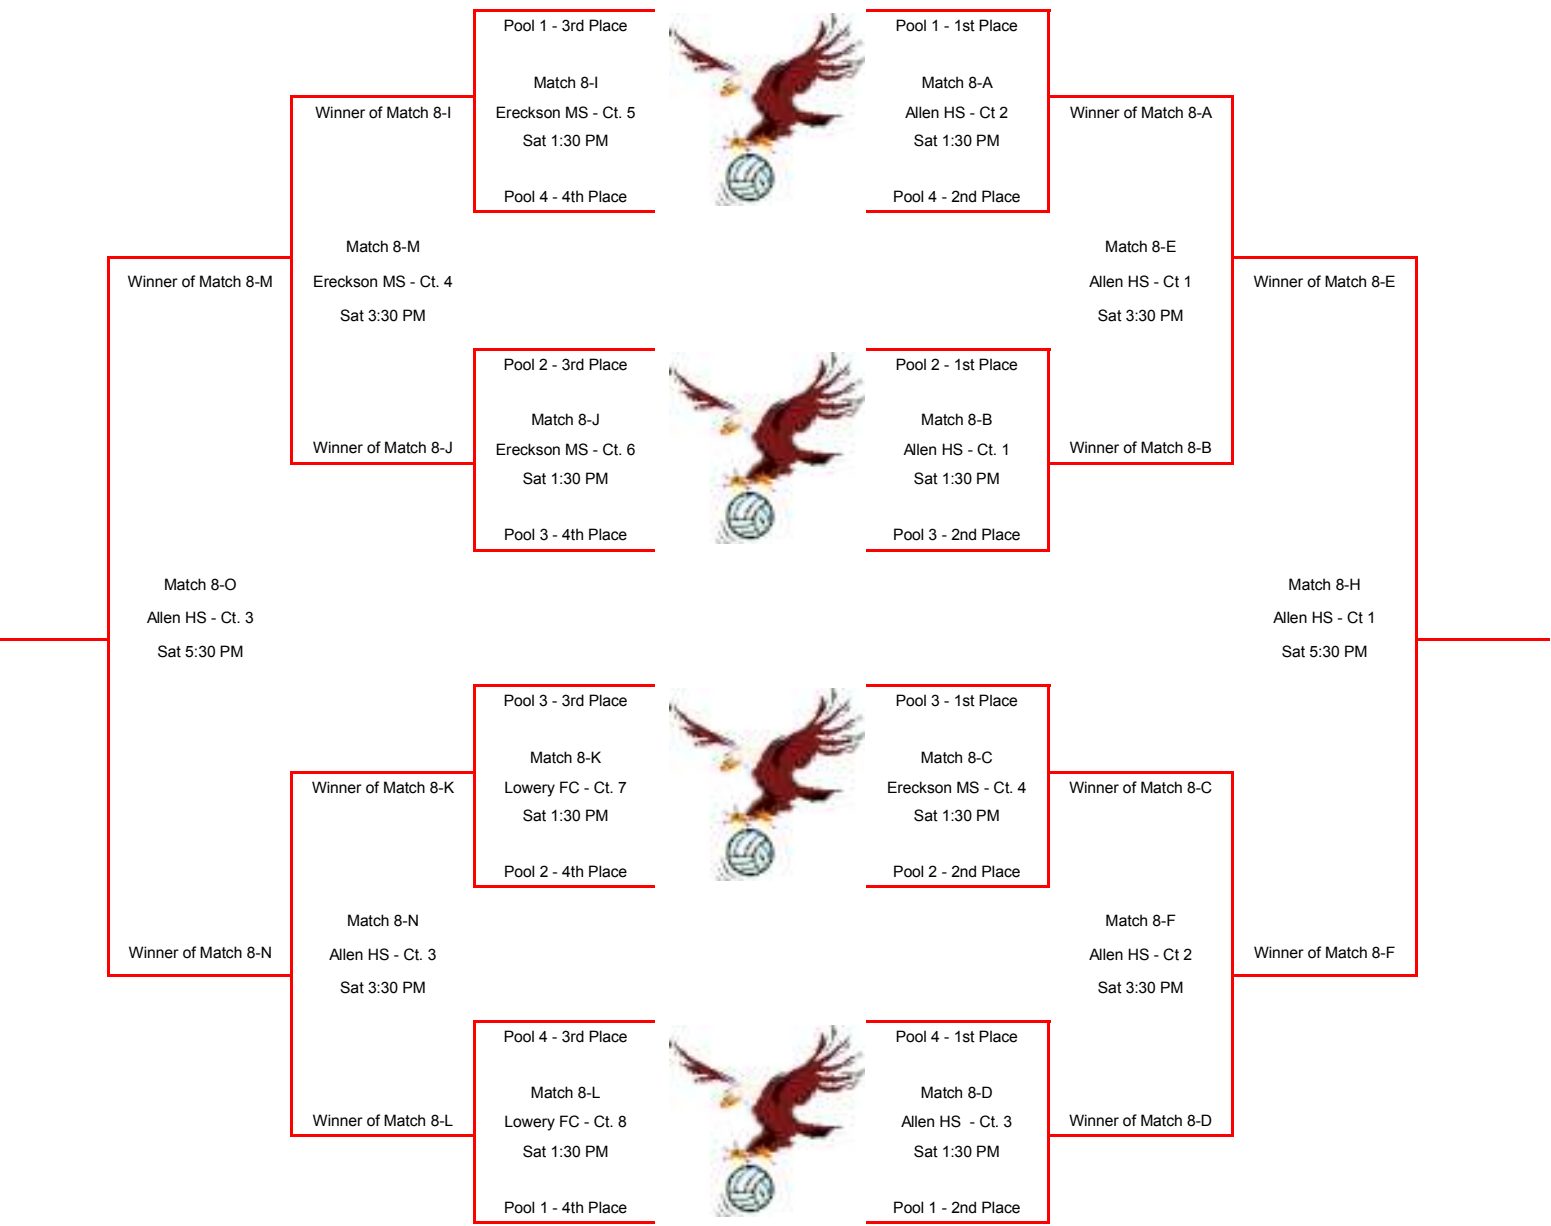 Pool 1 - 3rd Place
Pool 1 - 1st Place
Match 8-I
Match 8-A
Winner of Match 8-I
Ereckson MS - Ct. 5
Allen HS - Ct 2
Winner of Match 8-A
Sat 1:30 PM
Sat 1:30 PM
Pool 4 - 4th Place
Pool 4 - 2nd Place
Match 8-M
Match 8-E
Winner of Match 8-M
Ereckson MS - Ct. 4
Allen HS - Ct 1
Winner of Match 8-E
Sat 3:30 PM
Sat 3:30 PM
Pool 2 - 3rd Place
Pool 2 - 1st Place
Match 8-J
Match 8-B
Winner of Match 8-J
Ereckson MS - Ct. 6
Allen HS - Ct. 1
Winner of Match 8-B
Sat 1:30 PM
Sat 1:30 PM
Pool 3 - 4th Place
Pool 3 - 2nd Place
Match 8-O
Match 8-H
Allen HS - Ct. 3
Allen HS - Ct 1
Sat 5:30 PM
Sat 5:30 PM
Pool 3 - 3rd Place
Pool 3 - 1st Place
Match 8-K
Match 8-C
Winner of Match 8-K
Lowery FC - Ct. 7
Ereckson MS - Ct. 4
Winner of Match 8-C
Sat 1:30 PM
Sat 1:30 PM
Pool 2 - 4th Place
Pool 2 - 2nd Place
Match 8-N
Match 8-F
Winner of Match 8-N
Allen HS - Ct. 3
Allen HS - Ct 2
Winner of Match 8-F
Sat 3:30 PM
Sat 3:30 PM
Pool 4 - 3rd Place
Pool 4 - 1st Place
Match 8-L
Match 8-D
Winner of Match 8-L
Lowery FC - Ct. 8
Allen HS  - Ct. 3
Winner of Match 8-D
Sat 1:30 PM
Sat 1:30 PM
Pool 1 - 4th Place
Pool 1 - 2nd Place